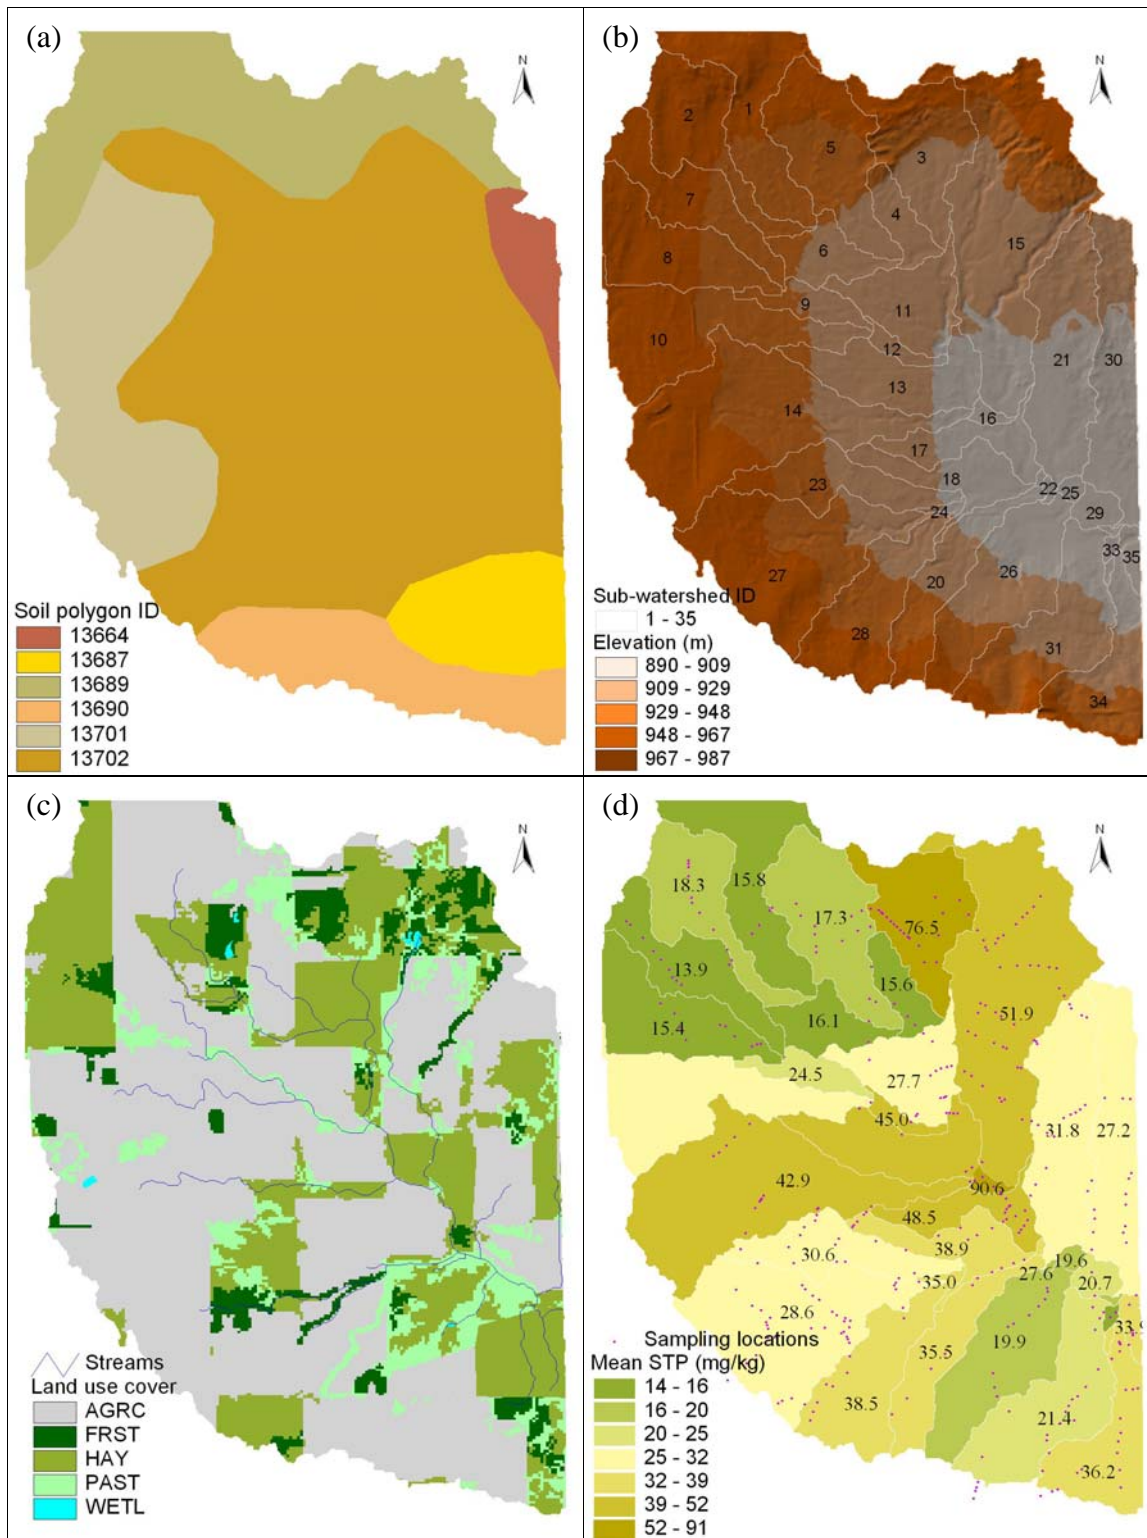 (a)
N
Soil polygon ID
13664
13687
13689
13690
13701
13702
(b)
N
2
1
5
3
7
4
8
6
15
9
11
10
12
21
30
13
14
16
17
23
18
22
25
24
29
33
35
27
20
26
28
31
34
Sub-watershed ID
1 - 35
Elevation (m)
890 - 909
909 - 929
929 - 948
948 - 967
967 - 987
(c)
N
Streams
Land use cover
AGRC
FRST
HAY
PAST
WETL
(d)
N
18.3
15.8
17.3
76.5
13.9
15.6
15.4
16.1
51.9
24.5
27.7
45.0
31.8
27.2
42.9
90.6
48.5
30.6
38.9
19.6
27.6
35.0
20.7
28.6
33.9
19.9
35.5
38.5
21.4
36.2
Sampling locations
Mean STP (mg/kg)
14 - 16
16 - 20
20 - 25
25 - 32
32 - 39
39 - 52
52 - 91